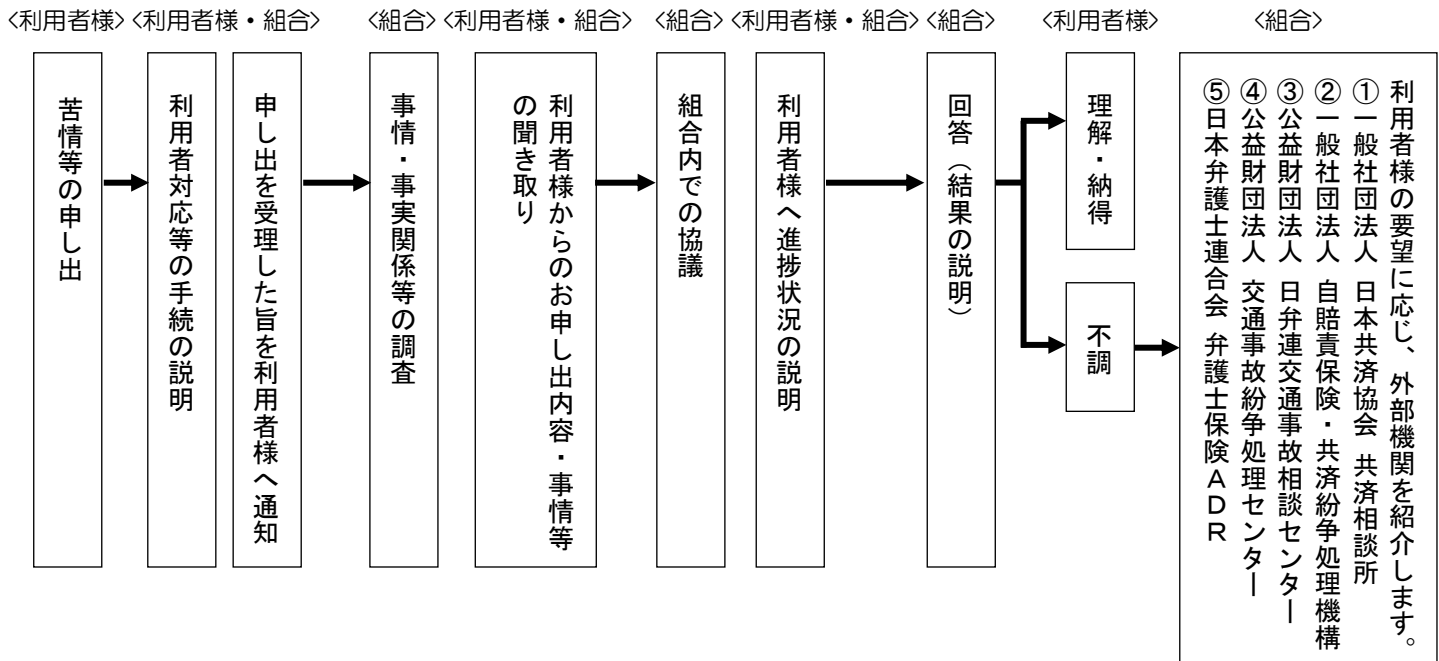 〈利用者様〉
〈利用者様・組合〉
〈組合〉
〈利用者様・組合〉
〈組合〉
〈利用者様・組合〉
〈組合〉
〈利用者様〉
〈組合〉
苦情等の申し出
利用者対応等の手続の説明
申し出を受理した旨を利用者様へ通知
事情・事実関係等の調査
利用者様からのお申し出内容・事情等
の聞き取り
組合内での協議
利用者様へ進捗状況の説明
回答（結果の説明）
理解・納得
不調
利用者様の要望に応じ、外部機関を紹介します。
①一般社団法人 日本共済協会 共済相談所
②一般社団法人 自賠責保険・共済紛争処理機構
③公益財団法人 日弁連交通事故相談センター
④公益財団法人 交通事故紛争処理センター
⑤日本弁護士連合会 弁護士保険ＡＤＲ